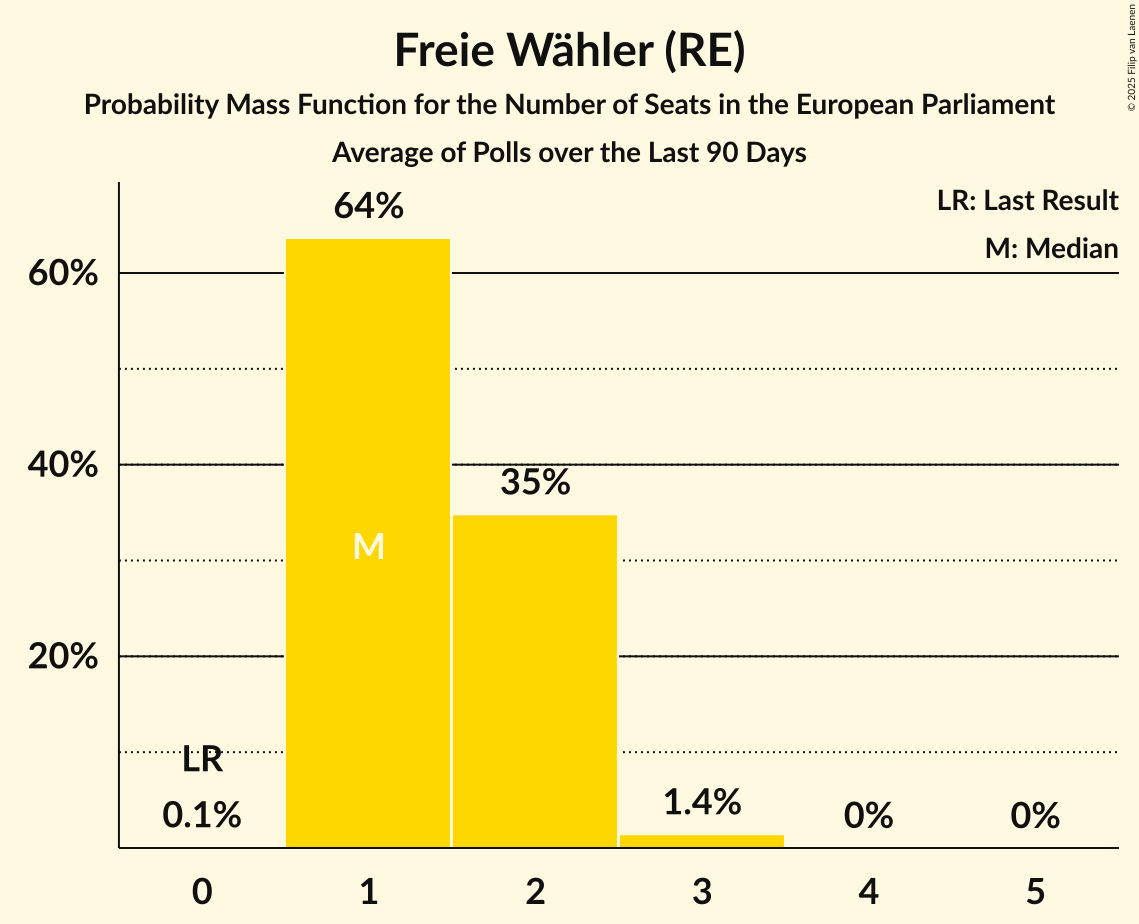 Freie Wähler (RE)
Probability Mass Function for the Number of Seats in the European Parliament
Average of Polls over the Last 90 Days
© 2025 Filip van Laenen
LR: Last Result
M: Median
64%
60%
40%
35%
M
20%
LR
0.1%
1.4%
0%
0%
0
1
2
3
4
5